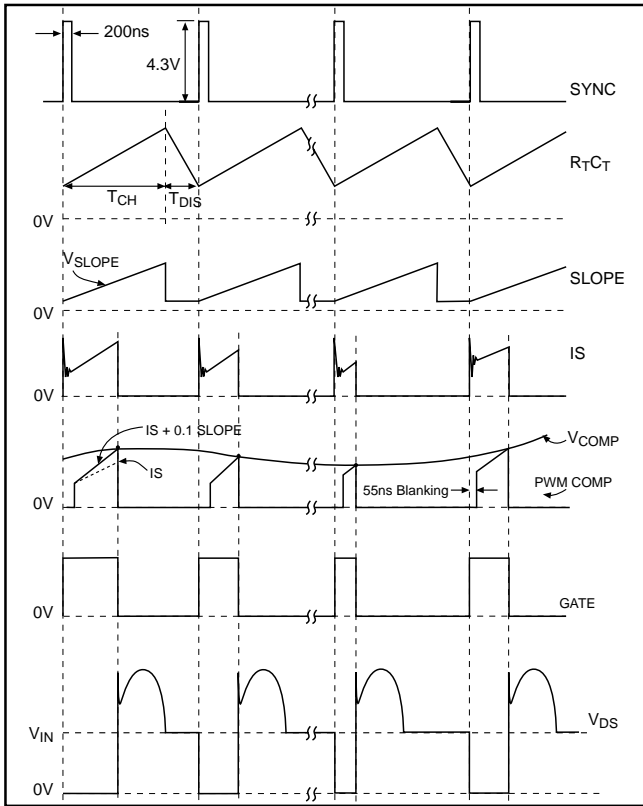 200ns
4.3V
SYNC
RTCT
TCH
TDIS
0V
VSLOPE
SLOPE
0V
IS
0V
IS + 0.1 SLOPE
VCOMP
IS
55ns Blanking
PWM COMP
0V
GATE
0V
VIN
VDS
0V